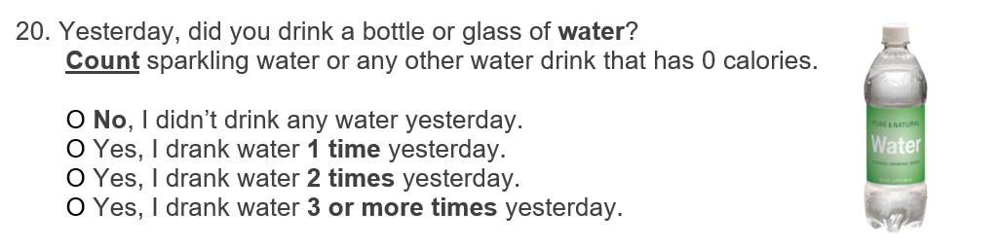 20. Yesterday, did you drink a bottle or glass of water?
Count sparkling water or any other water drink that has 0 calories.
O No, I didn't drink any water yesterday.
O Yes, I drank water 1 time yesterday.
O Yes, I drank water 2 times yesterday.
O Yes, I drank water 3 or more times yesterday.
PURE & NATURAL
Water